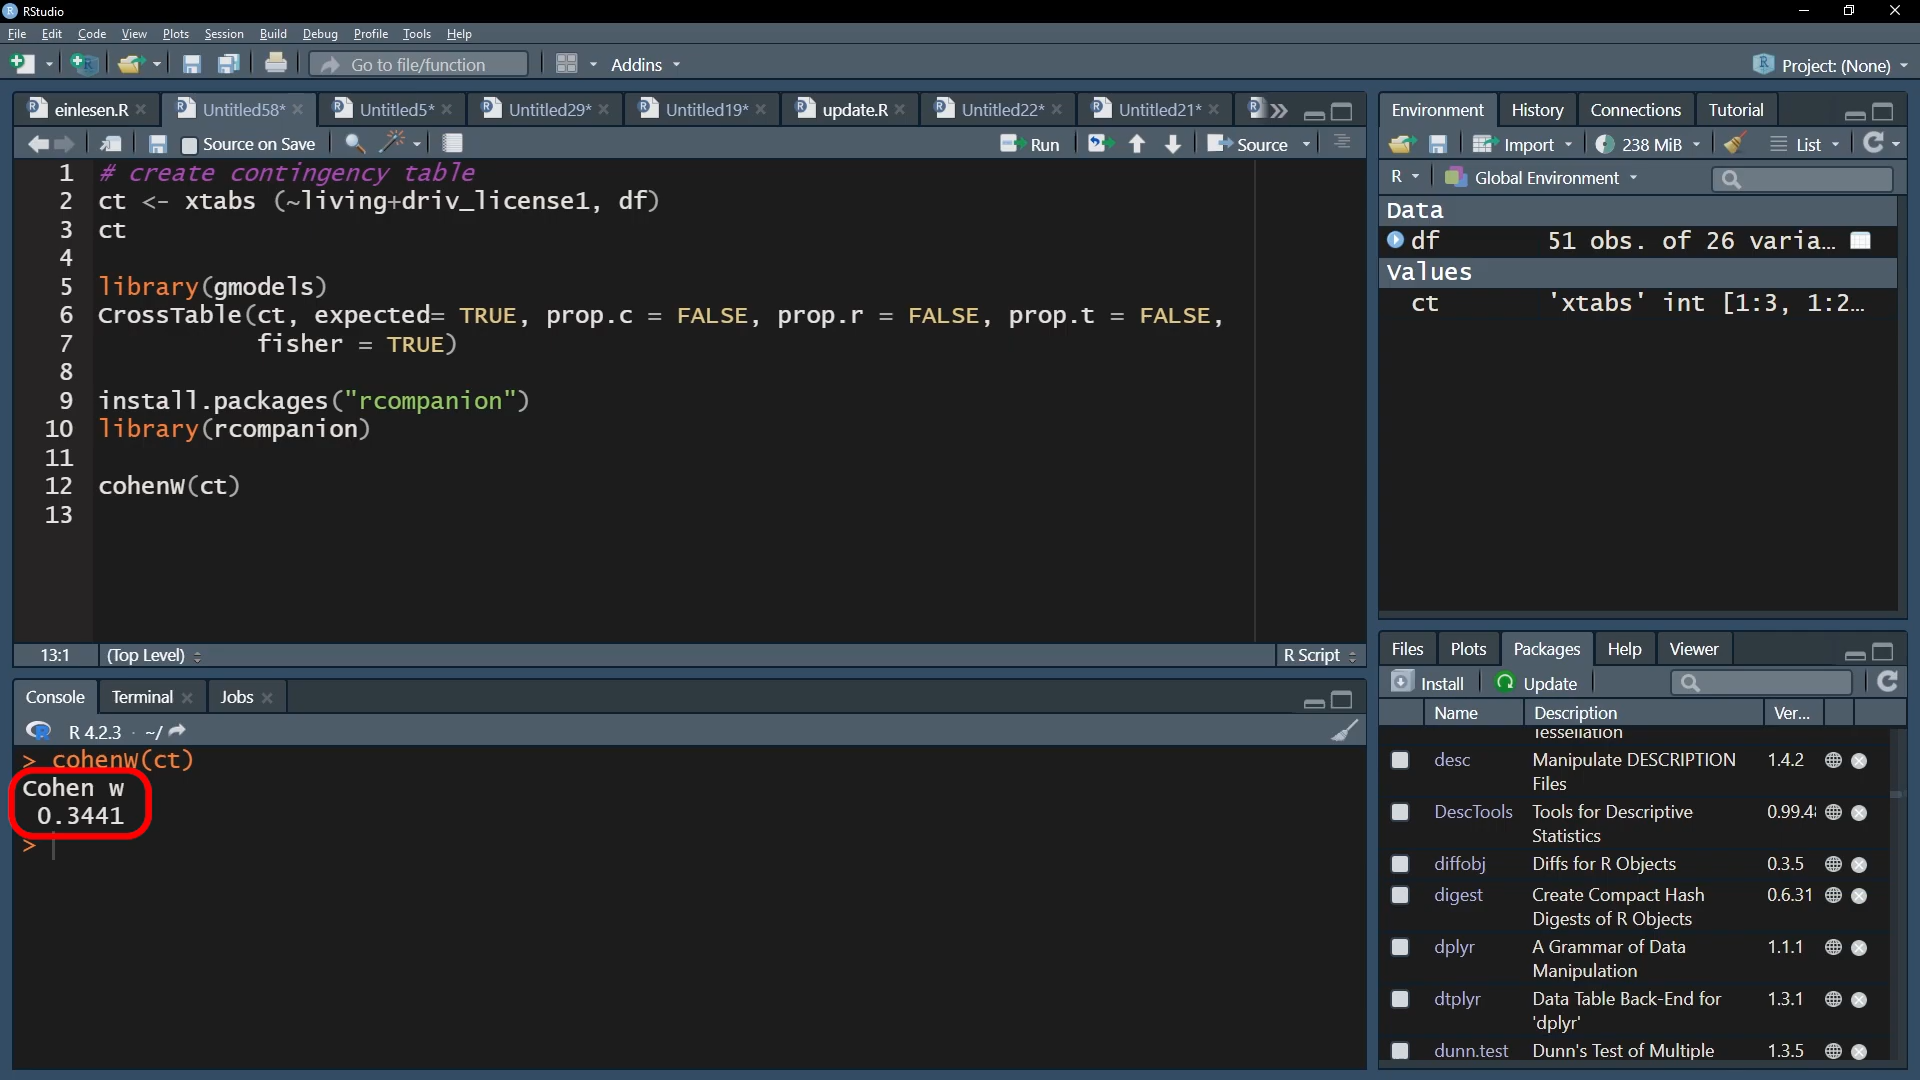 RStudio
File Edit Code View Plots Session Build Debug Profile Tools Help
Go to file/function Addins Project: (None)
einlesen.R Untitled58* Untitled5* Untitled29* Untitled19* update.R Untitled22* Untitled21*
Source on Save Run Source
1 # create contingency table
2 ct <- xtabs (~living+driv_license1, df)
3 ct
4
5 library(gmodels)
6 CrossTable(ct, expected= TRUE, prop.c = FALSE, prop.r = FALSE, prop.t = FALSE,
7 fisher = TRUE)
8
9 install.packages("rcompanion")
10 library(rcompanion)
11
12 cohenW(ct)
13
13:1 (Top Level) R Script
Console Terminal Jobs
R 4.2.3 · ~/
> cohenW(ct)
Cohen w
0.3441
>
Environment History Connections Tutorial
Import 238 MiB List
R Global Environment
Data
df 51 obs. of 26 varia...
Values
ct 'xtabs' int [1:3, 1:2...
Files Plots Packages Help Viewer
Install Update
Name Description Ver...
Tessellation
desc Manipulate DESCRIPTION 1.4.2
Files
DescTools Tools for Descriptive 0.99.4
Statistics
diffobj Diffs for R Objects 0.3.5
digest Create Compact Hash 0.6.31
Digests of R Objects
dplyr A Grammar of Data 1.1.1
Manipulation
dtplyr Data Table Back-End for 1.3.1
'dplyr'
dunn.test Dunn's Test of Multiple 1.3.5